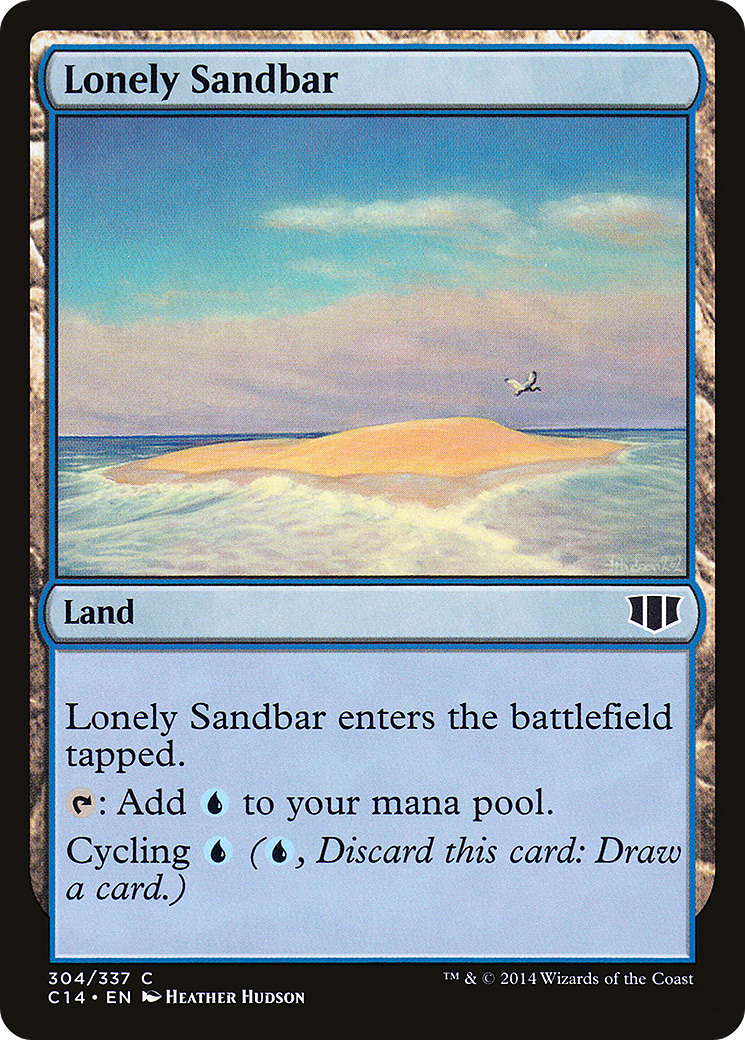 Lonely Sandbar
Land
Lonely Sandbar enters the battlefield
tapped.
: Add to your mana pool.
Cycling (, Discard this card: Draw
a card.)
304/337 C
™ & © 2014 Wizards of the Coast
C14 • EN HEATHER HUDSON